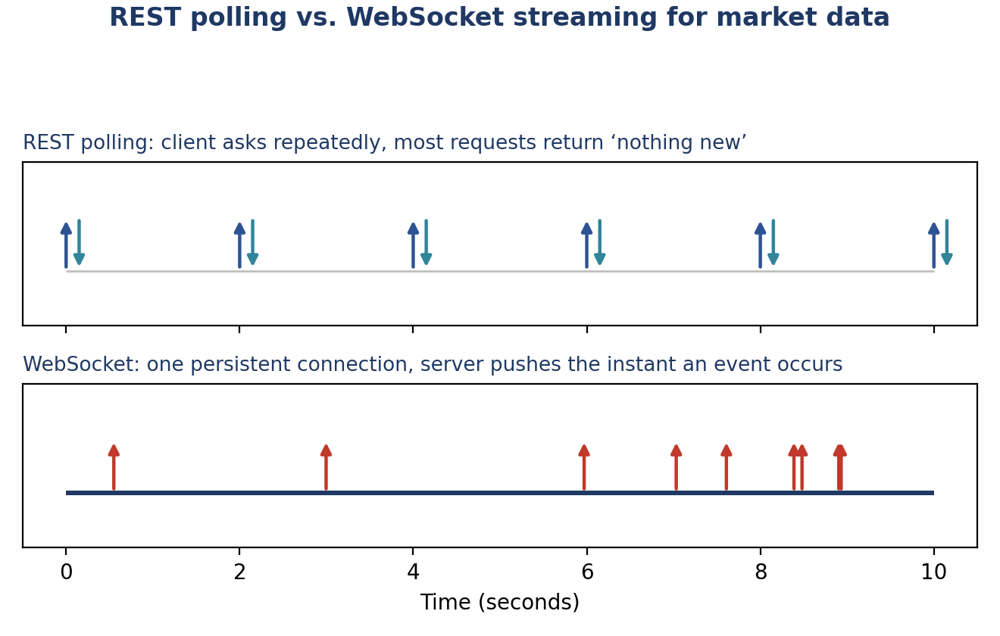 REST polling vs. WebSocket streaming for market data
REST polling: client asks repeatedly, most requests return ‘nothing new’
WebSocket: one persistent connection, server pushes the instant an event occurs
0 2 4 6 8 10
Time (seconds)